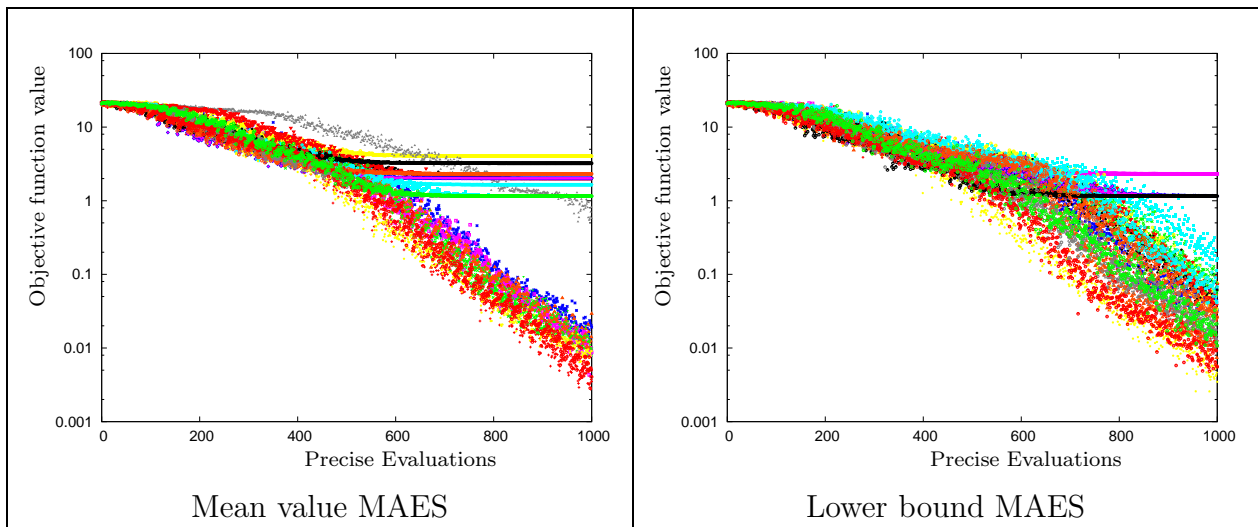 100
10
1
0.1
0.01
0.001
Objective function value
0 200 400 600 800 1000
Precise Evaluations
Mean value MAES
100
10
1
0.1
0.01
0.001
Objective function value
0 200 400 600 800 1000
Precise Evaluations
Lower bound MAES